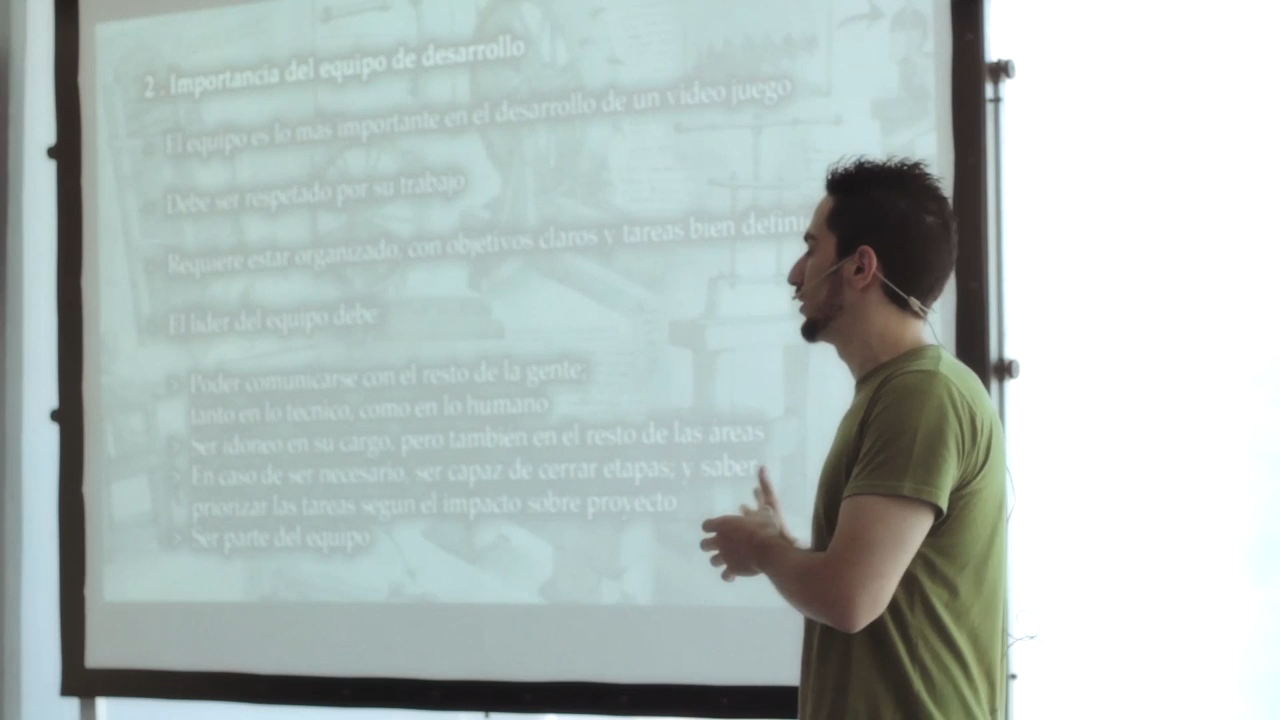 2 . Importancia del equipo de desarrollo
El equipo es lo mas importante en el desarrollo de un video juego
Debe ser respetado por su trabajo
Requiere estar organizado, con objetivos claros y tareas bien defini
El lider del equipo debe
> Poder comunicarse con el resto de la gente;
tanto en lo tecnico, como en lo humano
> Ser idoneo en su cargo, pero tambien en el resto de las areas
> En caso de ser necesario, ser capaz de cerrar etapas; y saber
priorizar las tareas segun el impacto sobre proyecto
> Ser parte del equipo